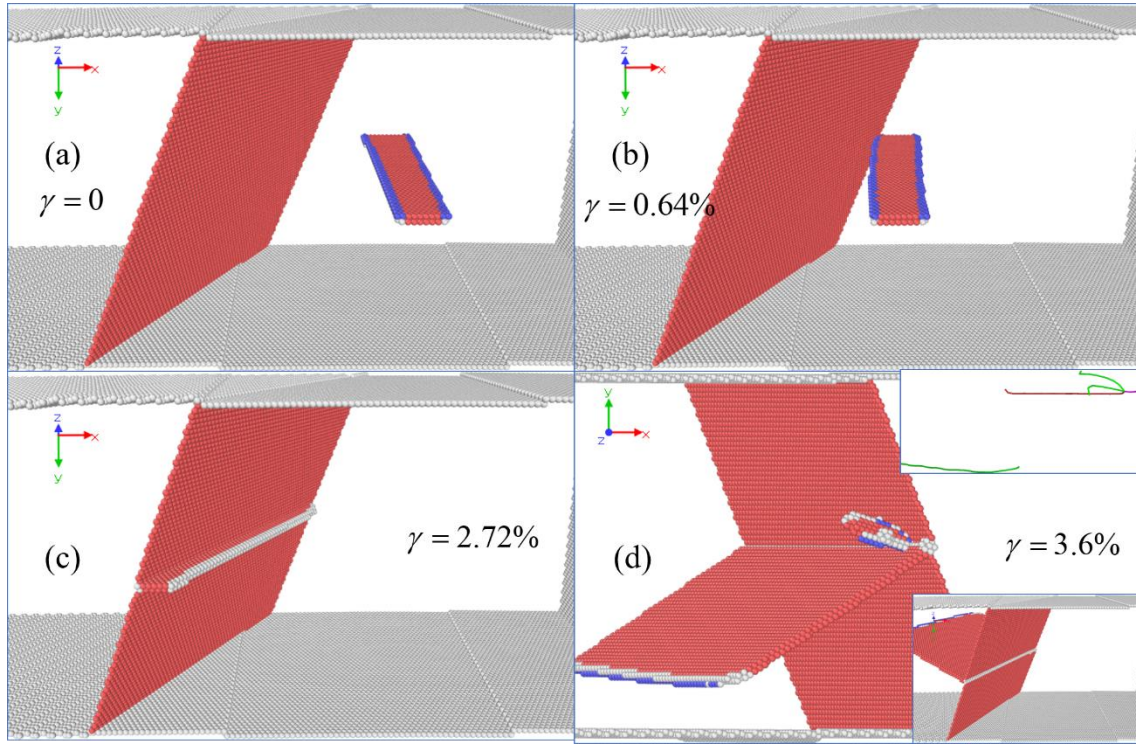 z
x
y
(a)
γ = 0
z
x
y
(b)
γ = 0.64%
z
x
y
(c)
γ = 2.72%
y
z
x
(d)
γ = 3.6%